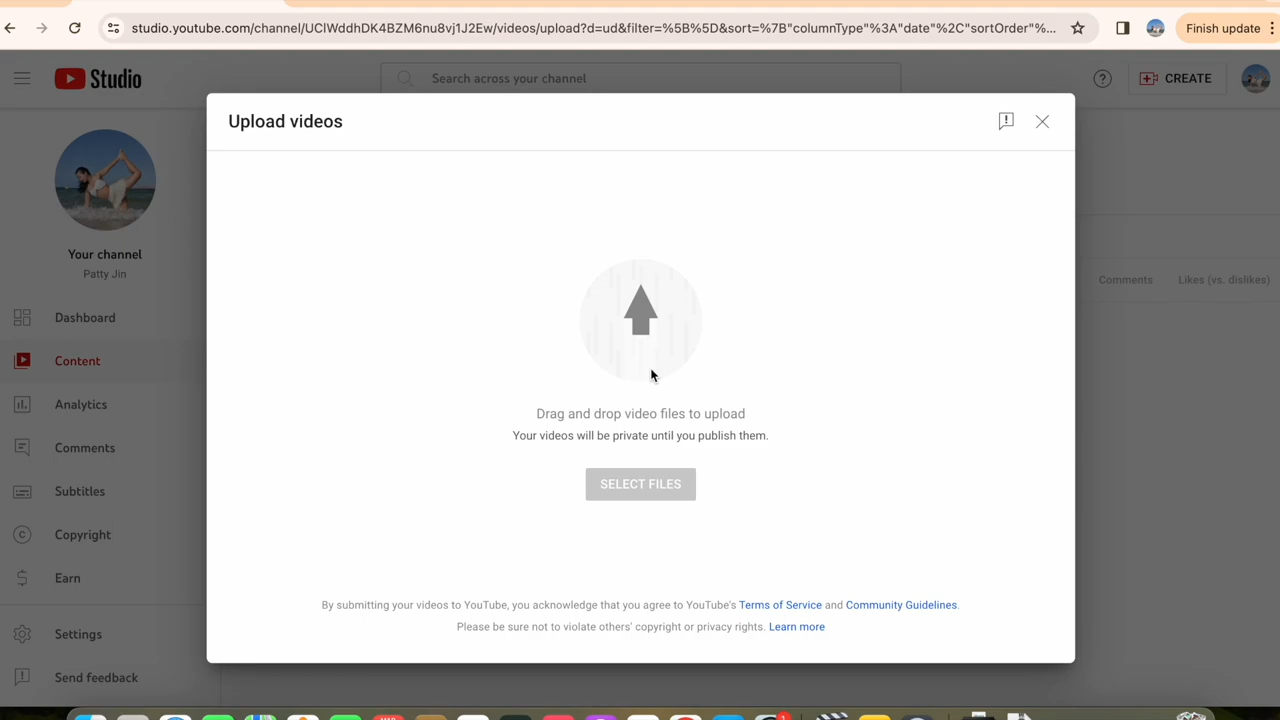 studio.youtube.com/channel/UClWddhDK4BZM6nu8yi1J2Ew/videos/upload?d=ud&filter=%5B%5D&sort=%7B"columnType"%3A"date"%2C"sortOrder"%...
Finish update
Studio
Search across your channel
CREATE
Upload videos
Your channel
Patty Jin
Comments
Likes (vs. dislikes)
Dashboard
Content
Analytics
Comments
Subtitles
Copyright
Earn
Settings
Send feedback
Drag and drop video files to upload
Your videos will be private until you publish them.
SELECT FILES
By submitting your videos to YouTube, you acknowledge that you agree to YouTube's Terms of Service and Community Guidelines.
Please be sure not to violate others' copyright or privacy rights. Learn more